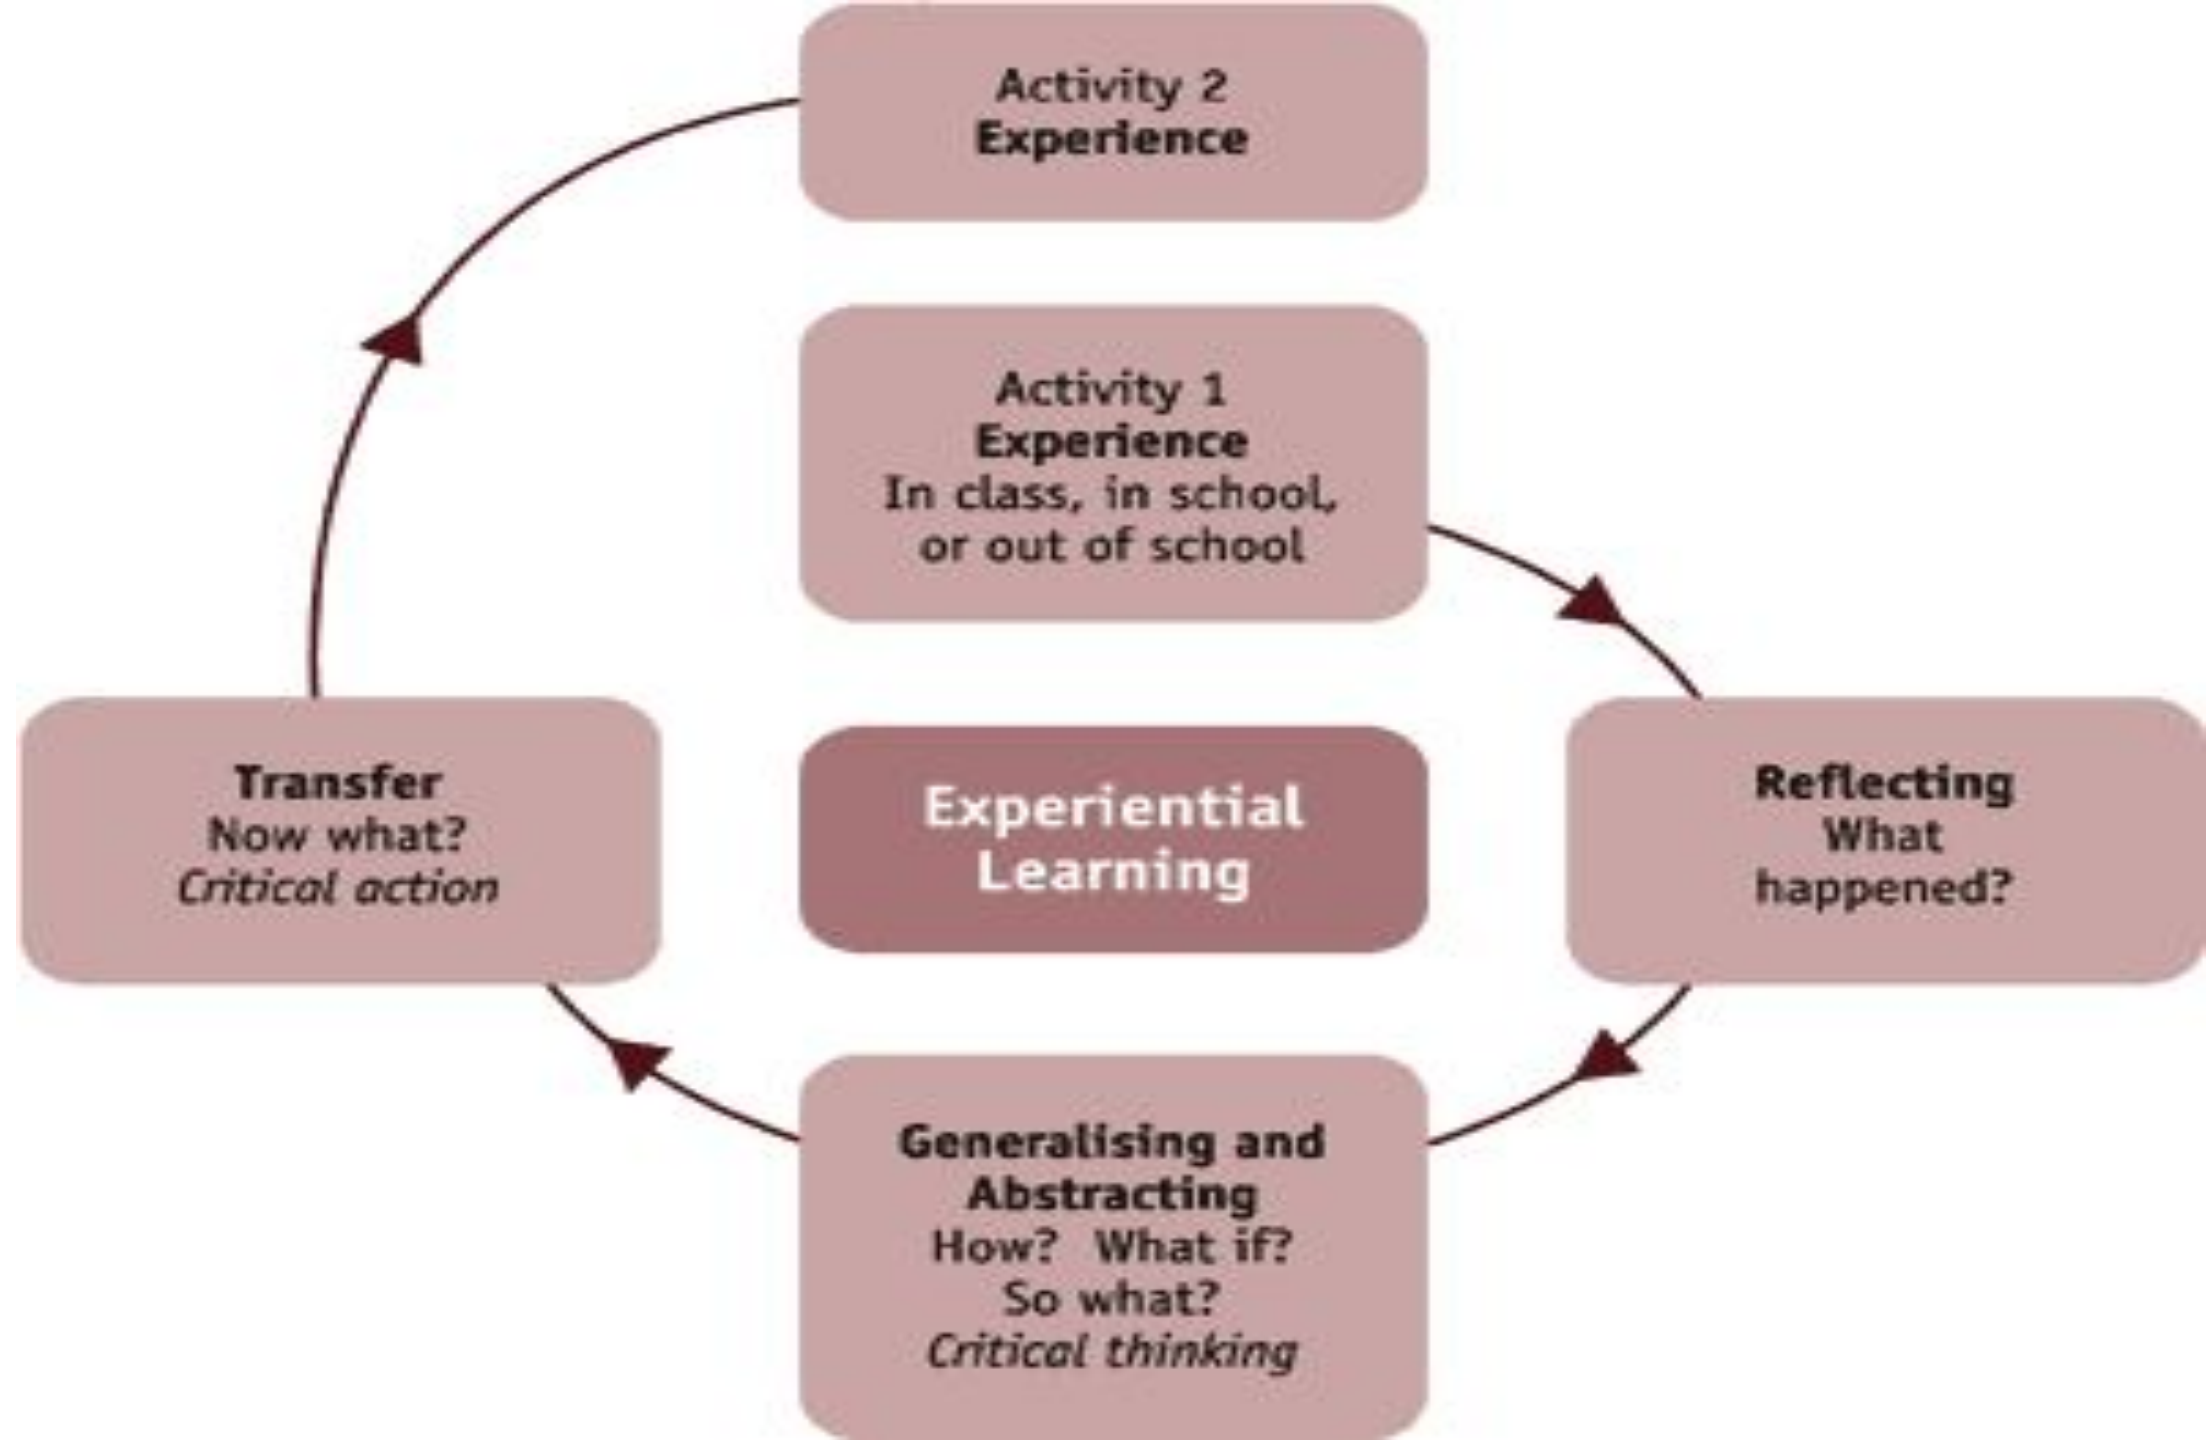 Activity 2
Experience
Activity 1
Experience
In class, in school,
or out of school
Experiential
Learning
Transfer
Now what?
Critical action
Reflecting
What
happened?
Generalising and
Abstracting
How?  What if?
So what?
Critical thinking